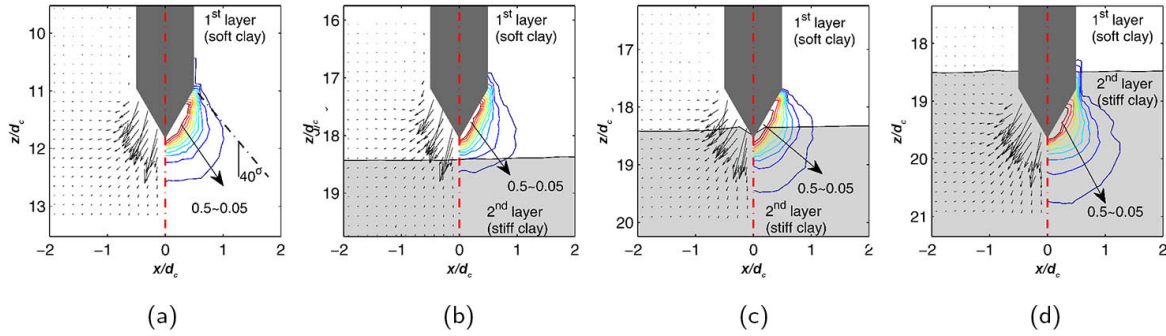 1st layer
(soft clay)
10
11
12
13
z/dc
40°
0.5~0.05
−2 −1 0 1 2
x/dc
(a)
1st layer
(soft clay)
16
17
18
19
z/dc
0.5~0.05
2nd layer
(stiff clay)
−2 −1 0 1 2
x/dc
(b)
1st layer
(soft clay)
17
18
19
20
z/dc
0.5~0.05
2nd layer
(stiff clay)
−2 −1 0 1 2
x/dc
(c)
1st layer
(soft clay)
18
19
20
21
z/dc
2nd layer
(stiff clay)
0.5~0.05
−2 −1 0 1 2
x/dc
(d)